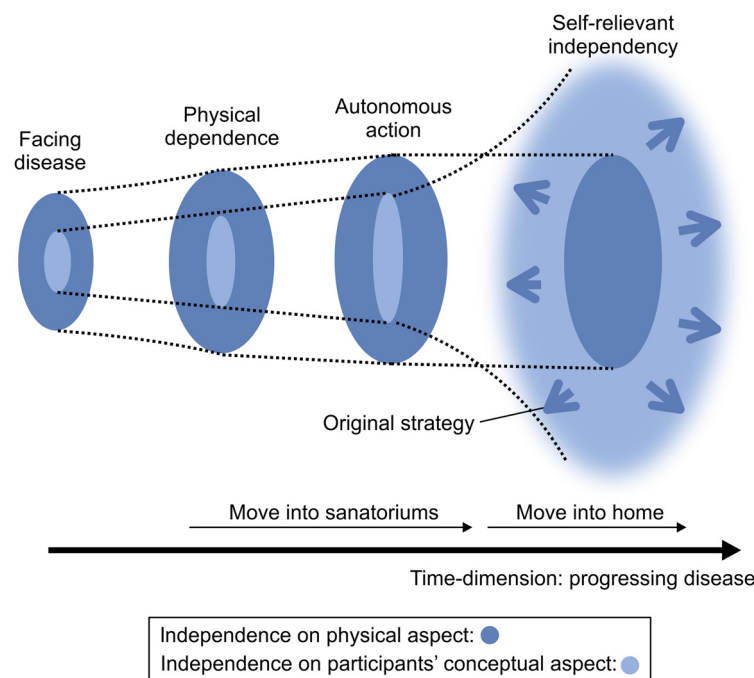 Self-relievant
independency
Autonomous
action
Physical
dependence
Facing
disease
Original strategy
Move into sanatoriums
Move into home
Time-dimension: progressing disease
Independence on physical aspect:
Independence on participants' conceptual aspect: